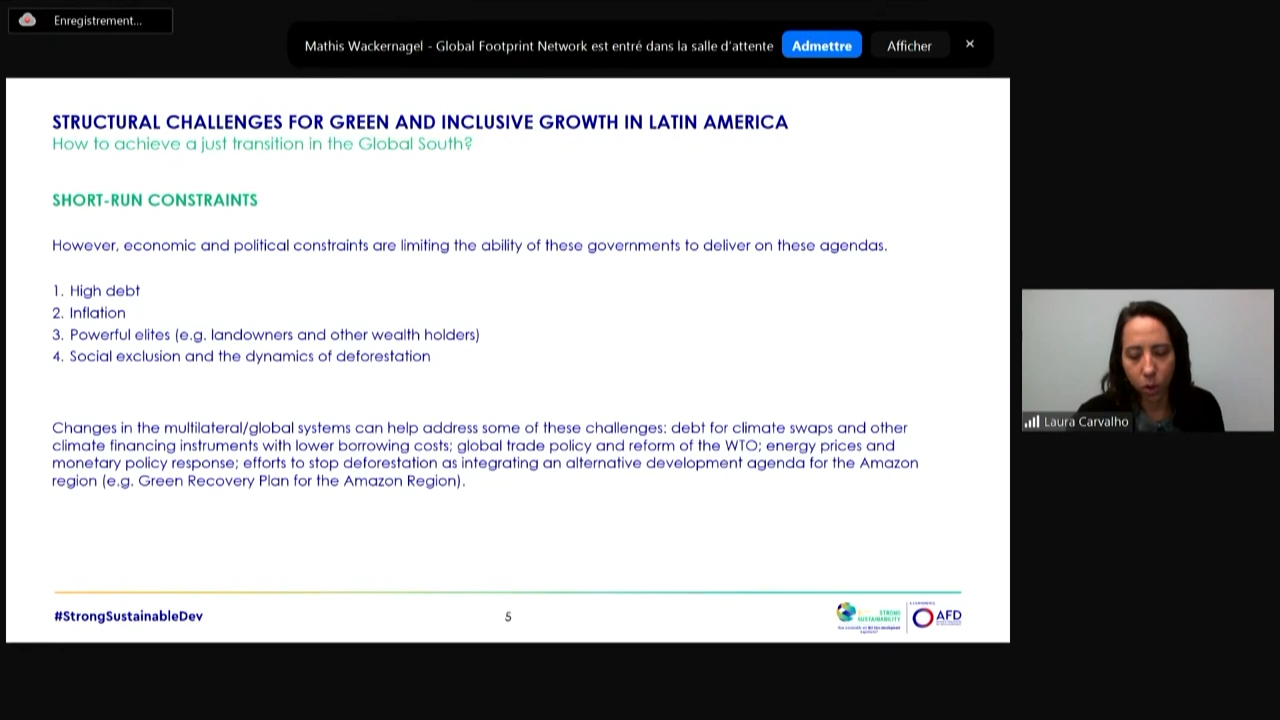 Enregistrement...
Mathis Wackernagel - Global Footprint Network est entré dans la salle d'attente
Admettre
Afficher
STRUCTURAL CHALLENGES FOR GREEN AND INCLUSIVE GROWTH IN LATIN AMERICA
How to achieve a just transition in the Global South?
SHORT-RUN CONSTRAINTS
However, economic and political constraints are limiting the ability of these governments to deliver on these agendas.
1. High debt
2. Inflation
3. Powerful elites (e.g. landowners and other wealth holders)
4. Social exclusion and the dynamics of deforestation
Changes in the multilateral/global systems can help address some of these challenges: debt for climate swaps and other
climate financing instruments with lower borrowing costs; global trade policy and reform of the WTO; energy prices and
monetary policy response; efforts to stop deforestation as integrating an alternative development agenda for the Amazon
region (e.g. Green Recovery Plan for the Amazon Region).
Laura Carvalho
#StrongSustainableDev
5
STRONG
SUSTAINABILITY
AFD